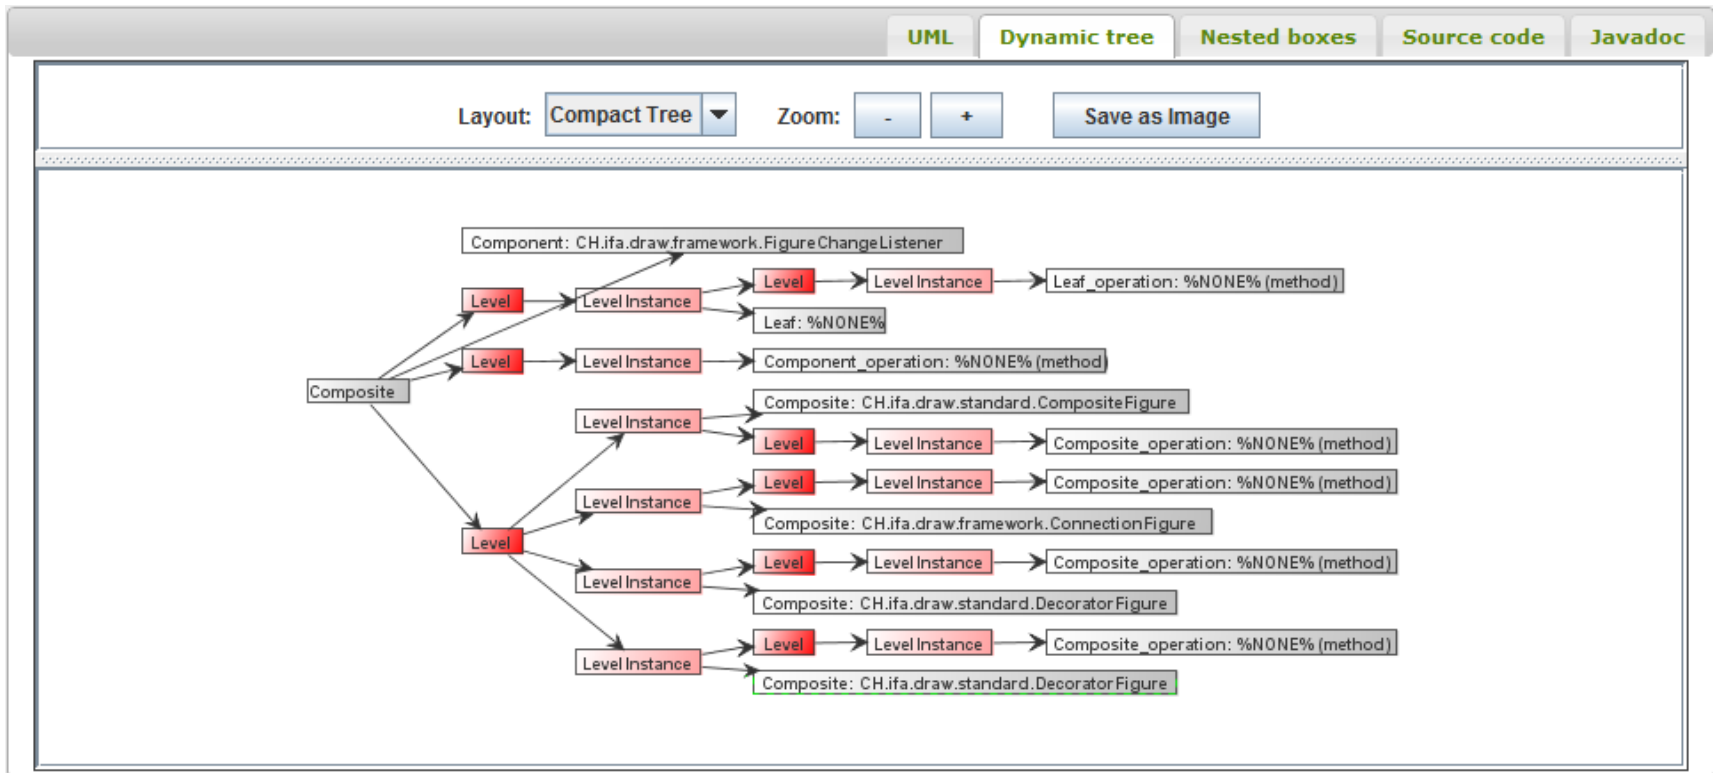 UML Dynamic tree Nested boxes Source code Javadoc
Layout: Compact Tree Zoom: - + Save as Image
Component: CH.ifa.draw.framework.FigureChangeListener
Level Level Instance Level Level Instance Leaf_operation: %NONE% (method)
Leaf: %NONE%
Level Level Instance Component_operation: %NONE% (method)
Composite
Level Instance Composite: CH.ifa.draw.standard.CompositeFigure
Level Level Instance Composite_operation: %NONE% (method)
Level Level Instance Composite_operation: %NONE% (method)
Level Instance
Composite: CH.ifa.draw.framework.ConnectionFigure
Level
Level Level Instance Composite_operation: %NONE% (method)
Level Instance
Composite: CH.ifa.draw.standard.DecoratorFigure
Level Level Instance Composite_operation: %NONE% (method)
Level Instance
Composite: CH.ifa.draw.standard.DecoratorFigure